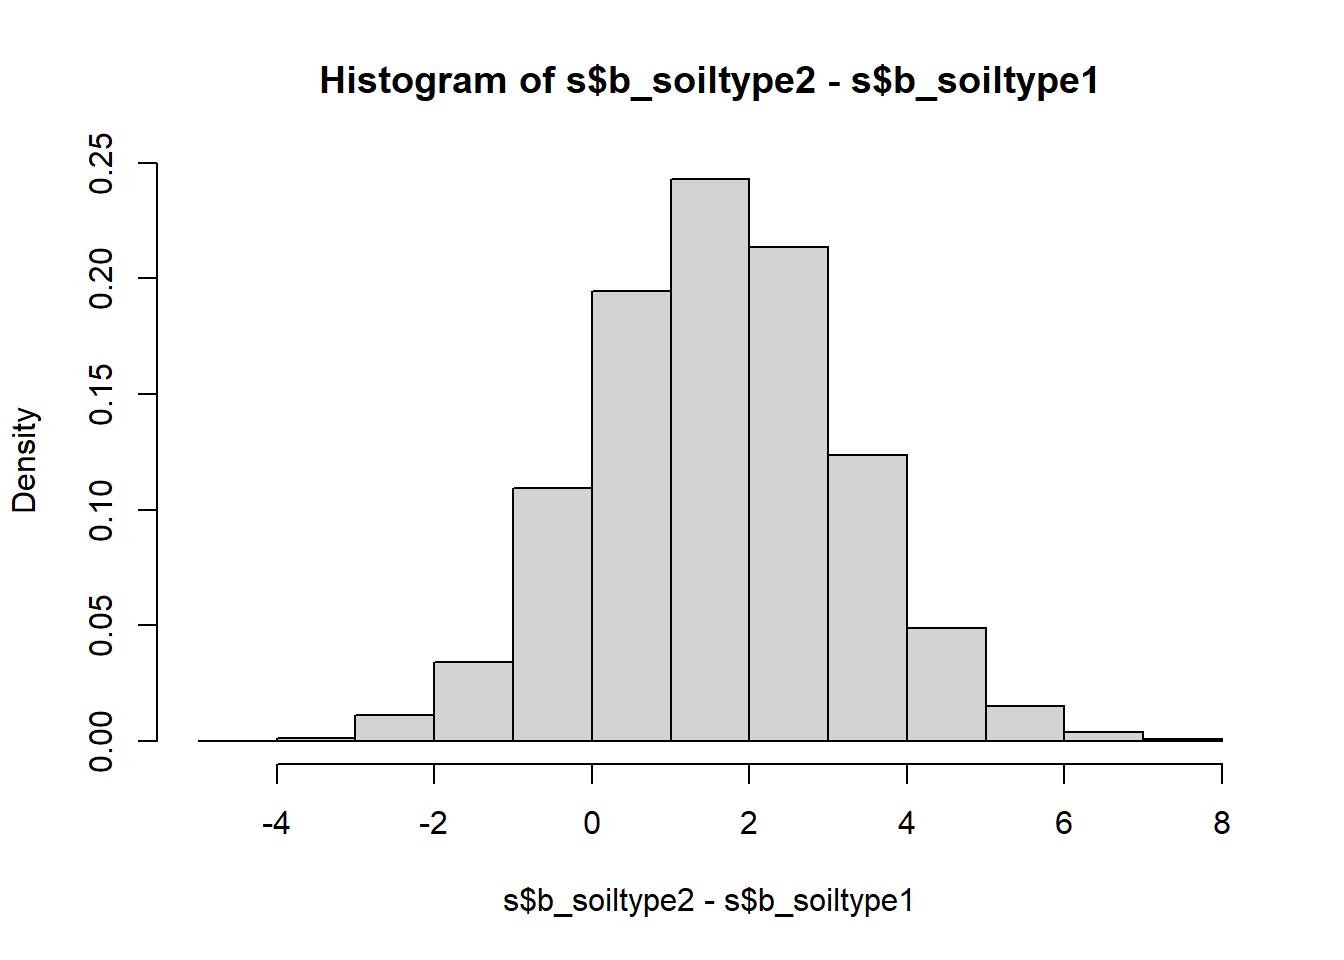 Histogram of s$b_soiltype2 - s$b_soiltype1
Density
0.25
0.20
0.15
0.10
0.05
0.00
-4 -2 0 2 4 6 8
s$b_soiltype2 - s$b_soiltype1